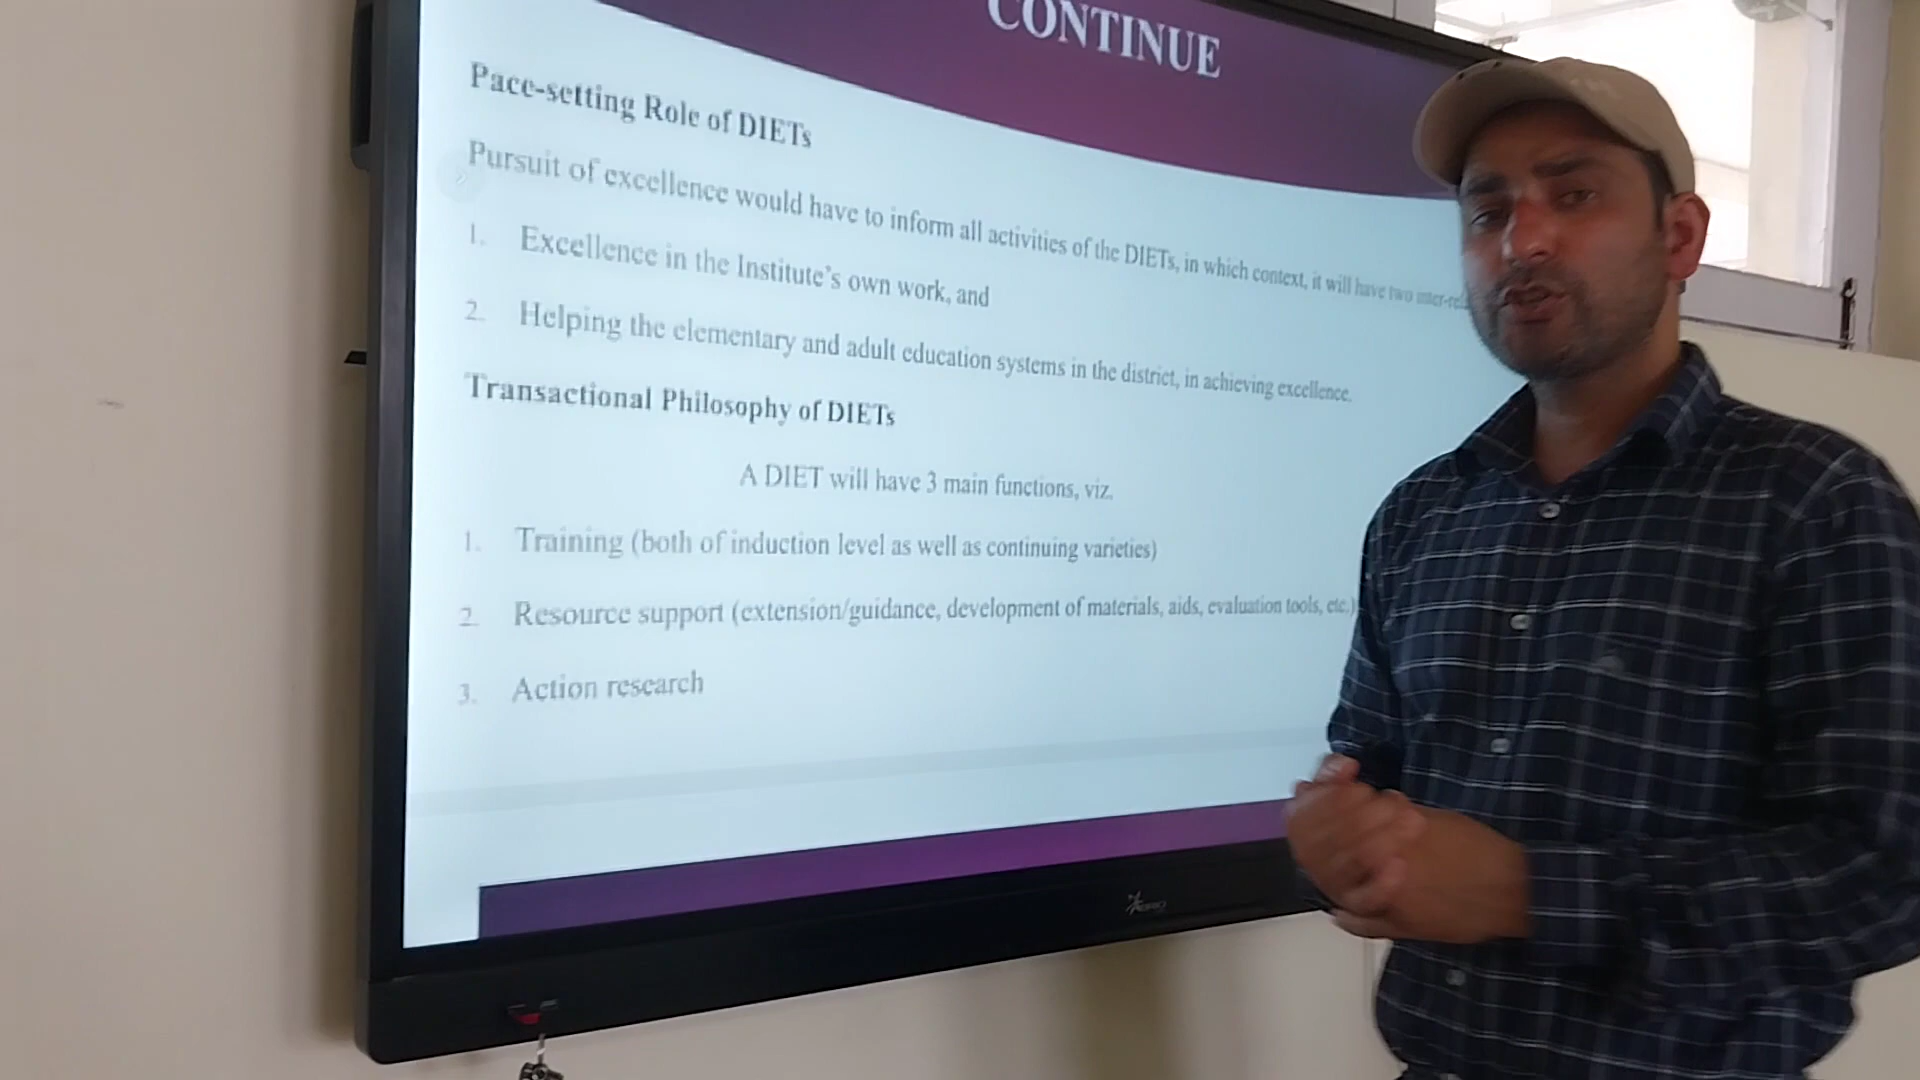 CONTINUE
Pace-setting Role of DIETs
Pursuit of excellence would have to inform all activities of the DIETs, in which context, it will have two
1. Excellence in the Institute's own work, and
2. Helping the elementary and adult education systems in the district, in achieving excellence.
Transactional Philosophy of DIETs
A DIET will have 3 main functions, viz.
1. Training (both of induction level as well as continuing varieties)
2. Resource support (extension/guidance, development of materials, aids, evaluation tools, etc.)
3. Action research